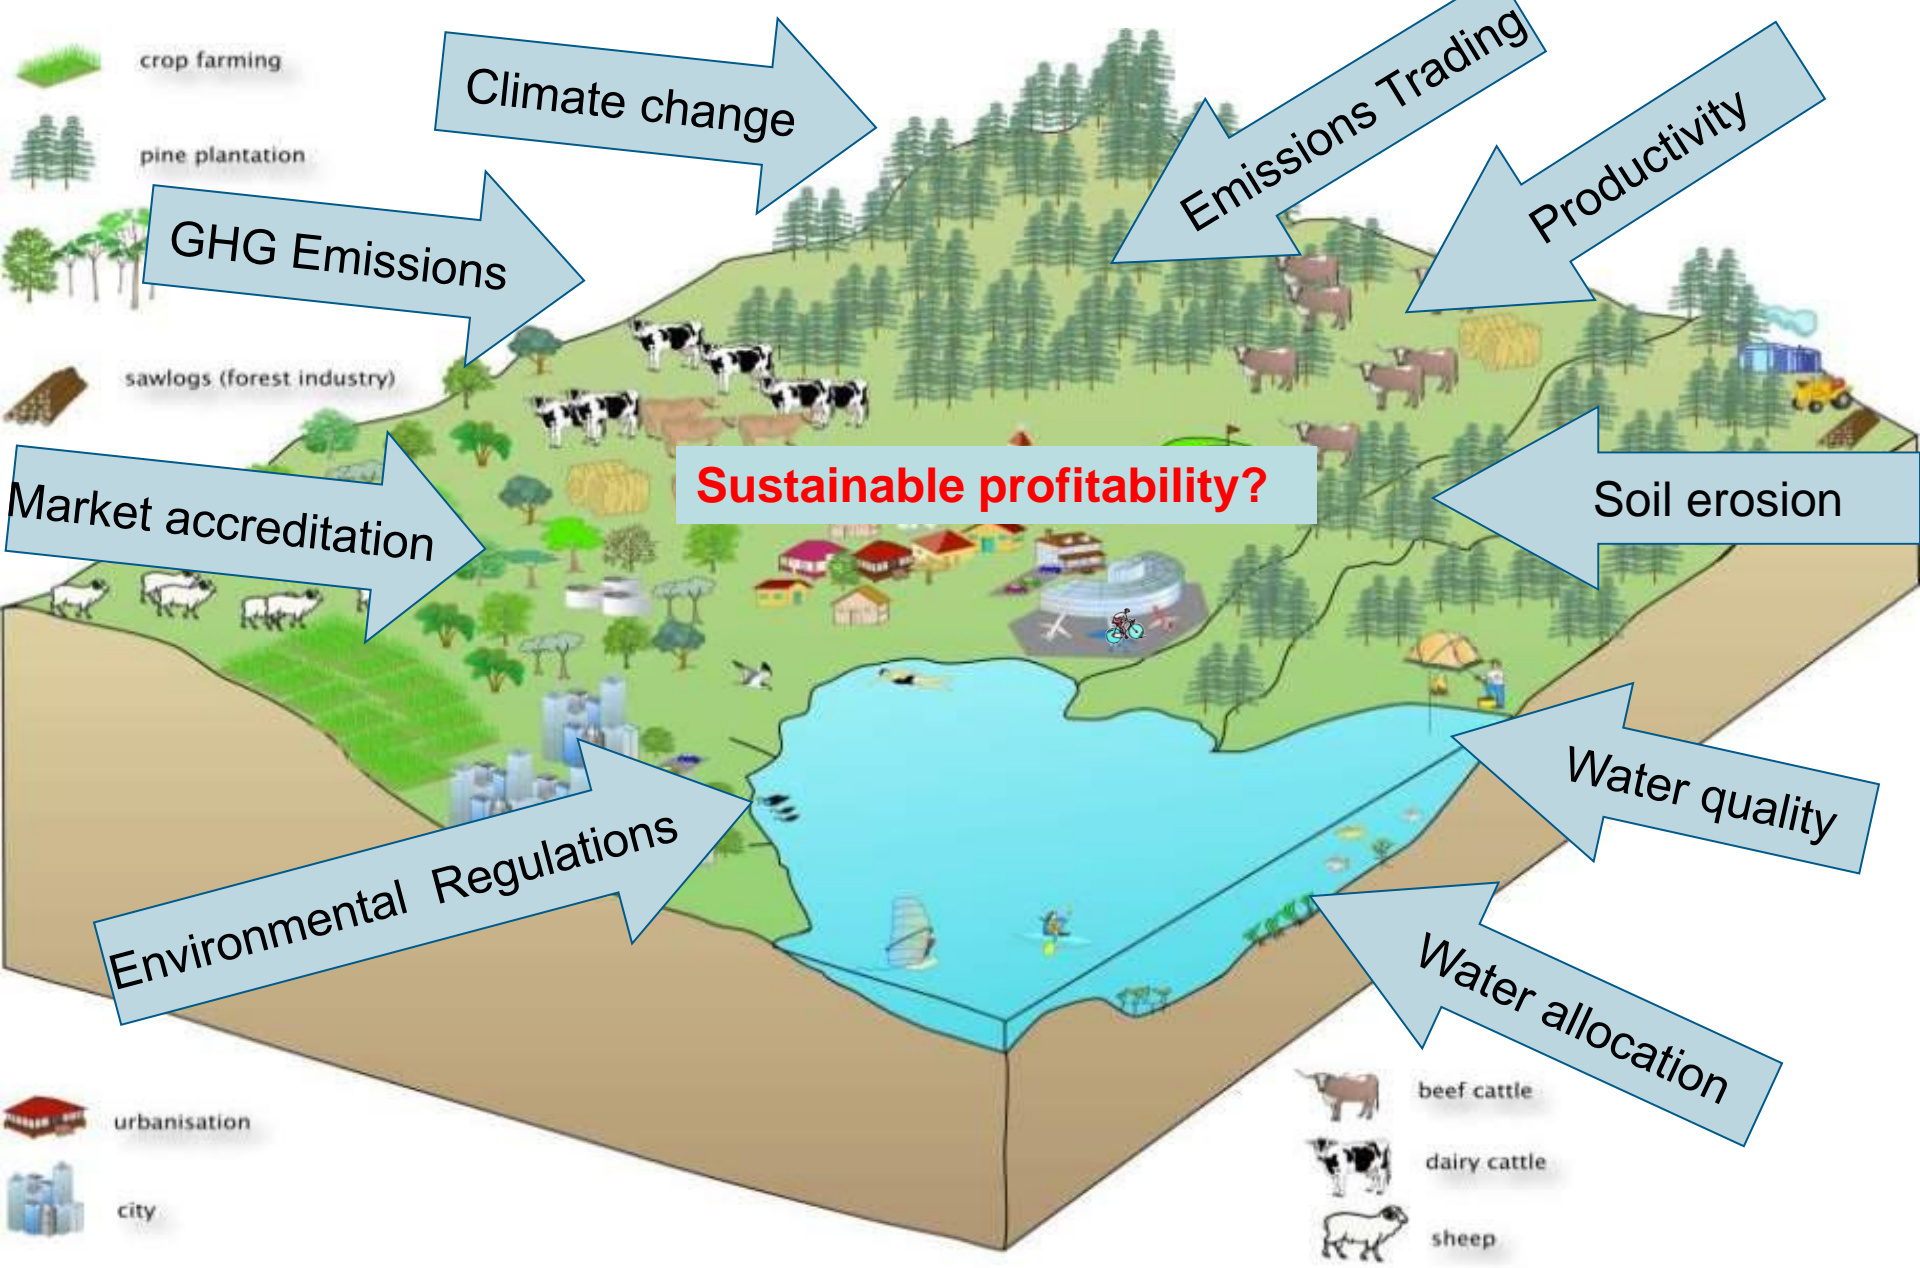 crop farming
Climate change
Emissions Trading
Productivity
pine plantation
GHG Emissions
sawlogs (forest industry)
Sustainable profitability?
Market accreditation
Soil erosion
Water quality
Environmental  Regulations
Water allocation
urbanisation
city
beef cattle
dairy cattle
sheep